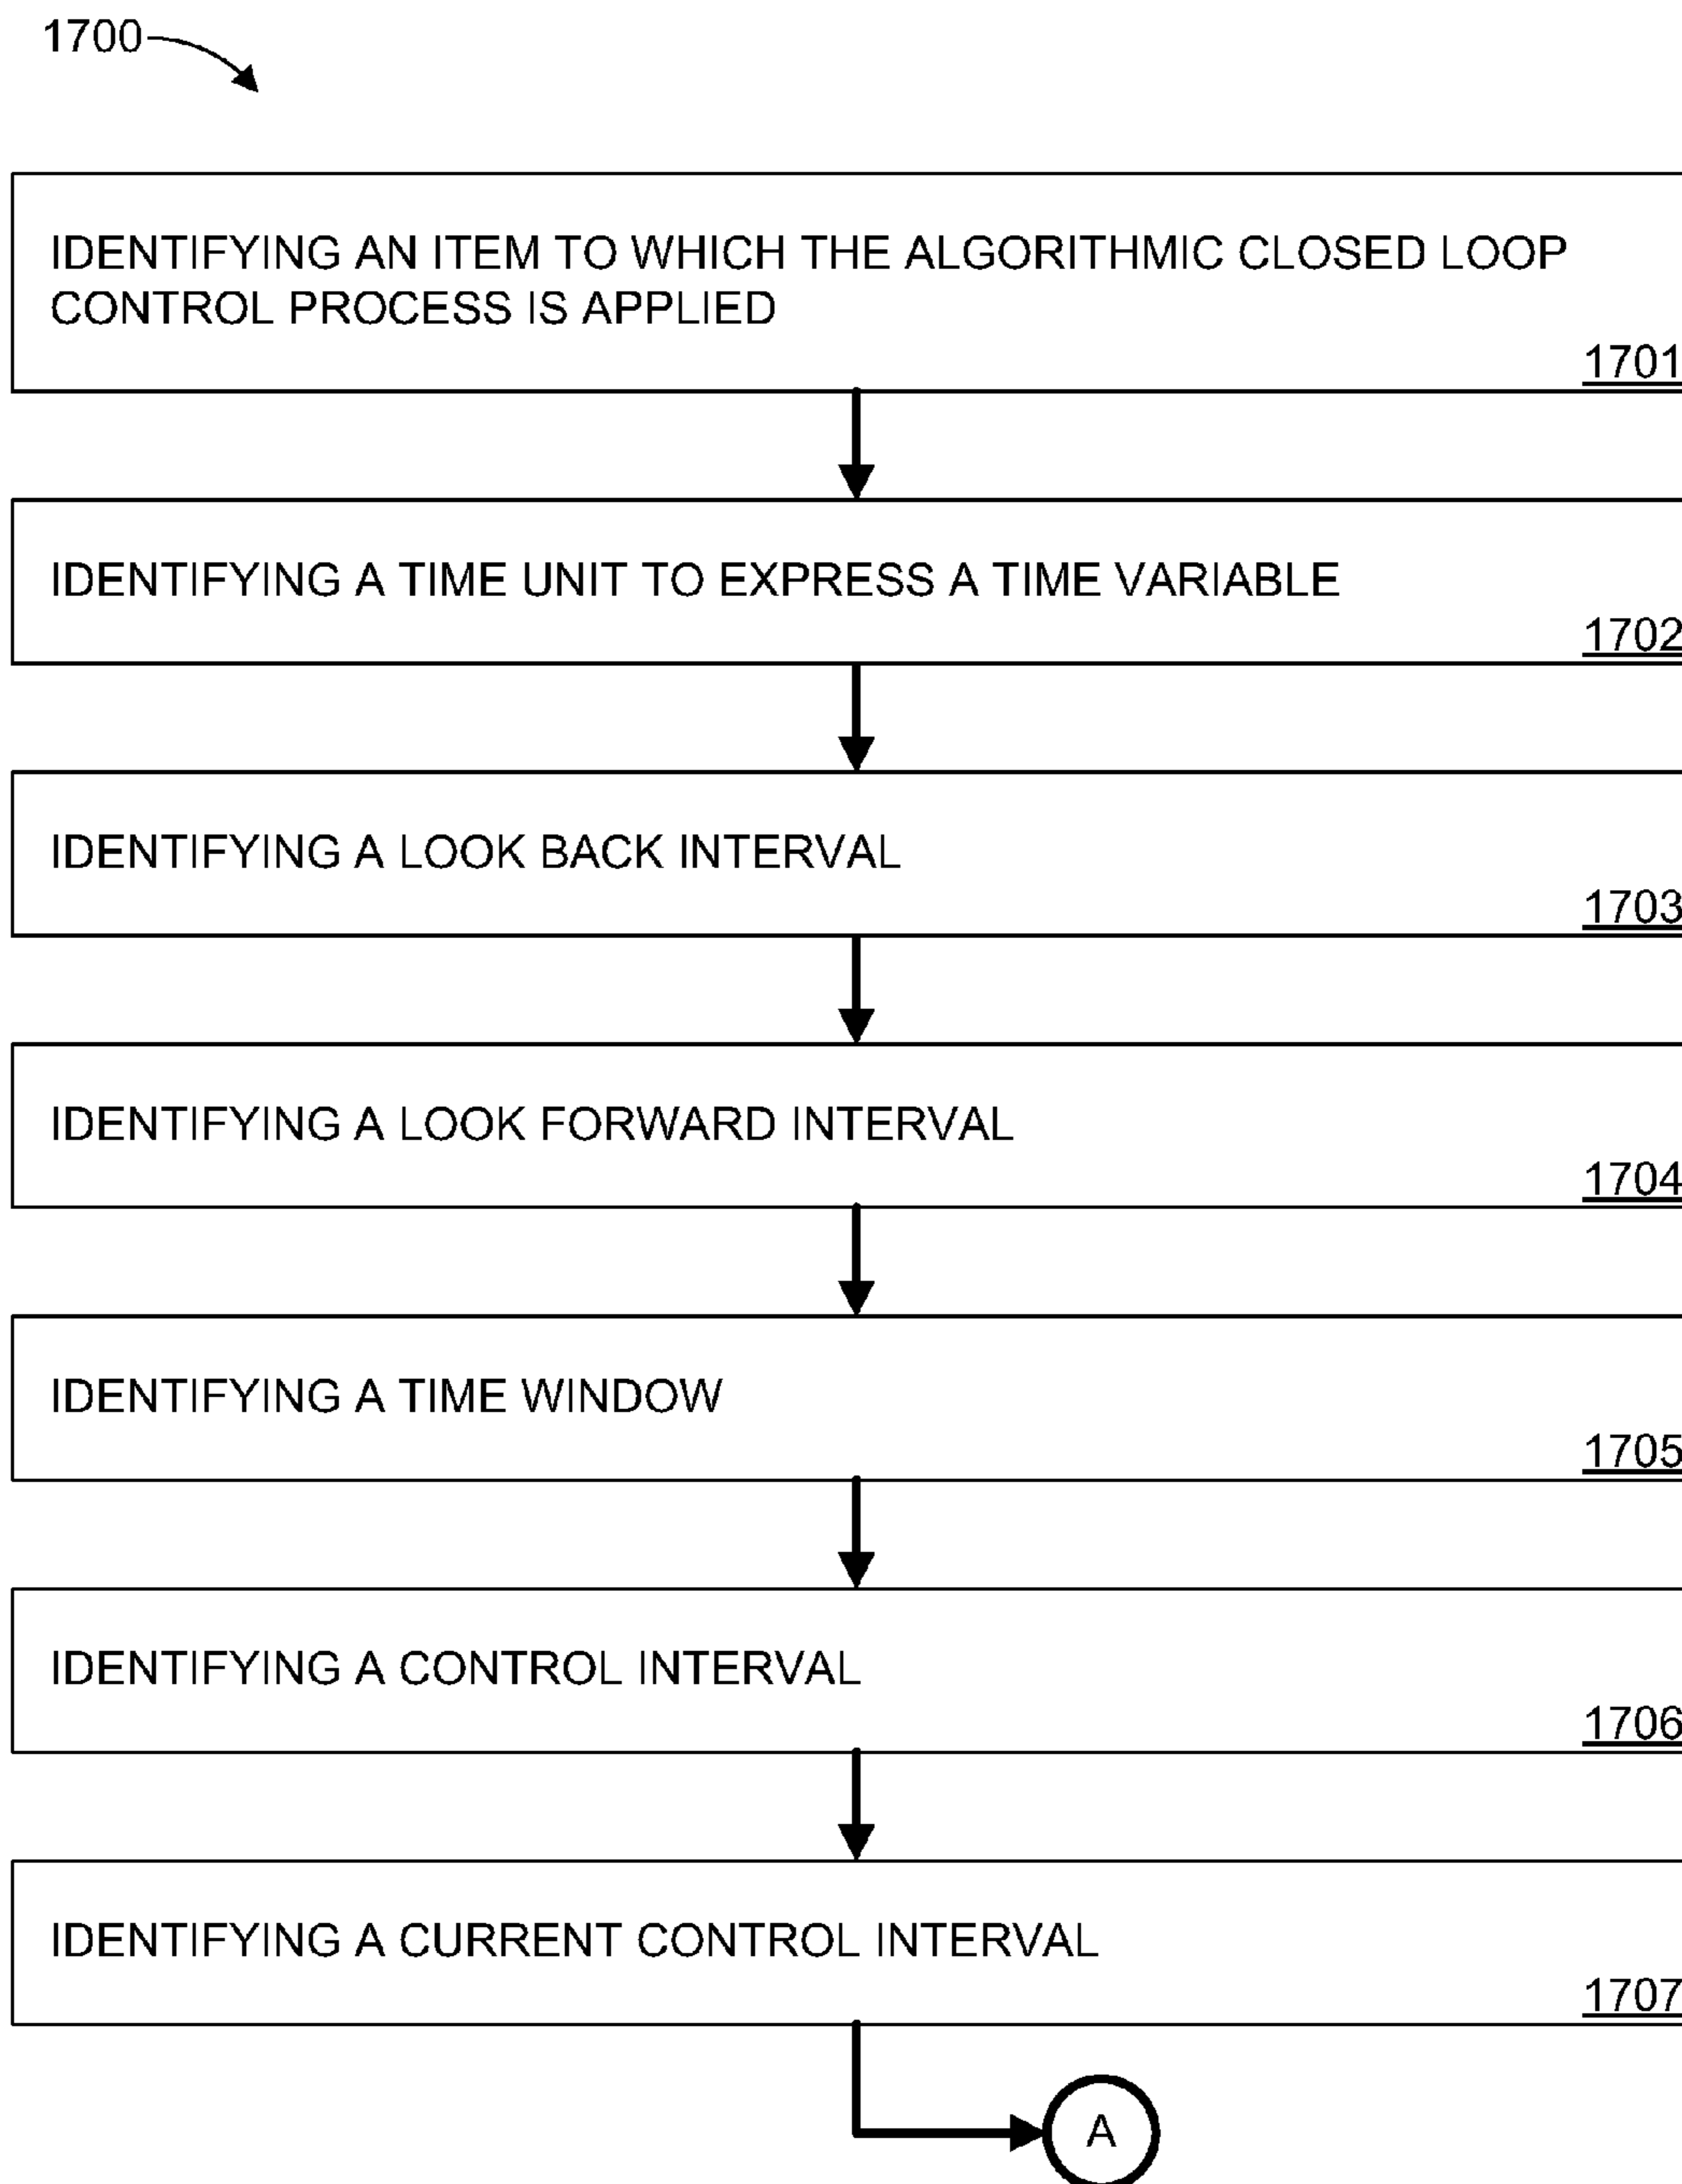 1700
IDENTIFYING AN ITEM TO WHICH THE ALGORITHMIC CLOSED LOOP
CONTROL PROCESS IS APPLIED
1701
IDENTIFYING A TIME UNIT TO EXPRESS A TIME VARIABLE
1702
IDENTIFYING A LOOK BACK INTERVAL
1703
IDENTIFYING A LOOK FORWARD INTERVAL
1704
IDENTIFYING A TIME WINDOW
1705
IDENTIFYING A CONTROL INTERVAL
1706
IDENTIFYING A CURRENT CONTROL INTERVAL
1707
A